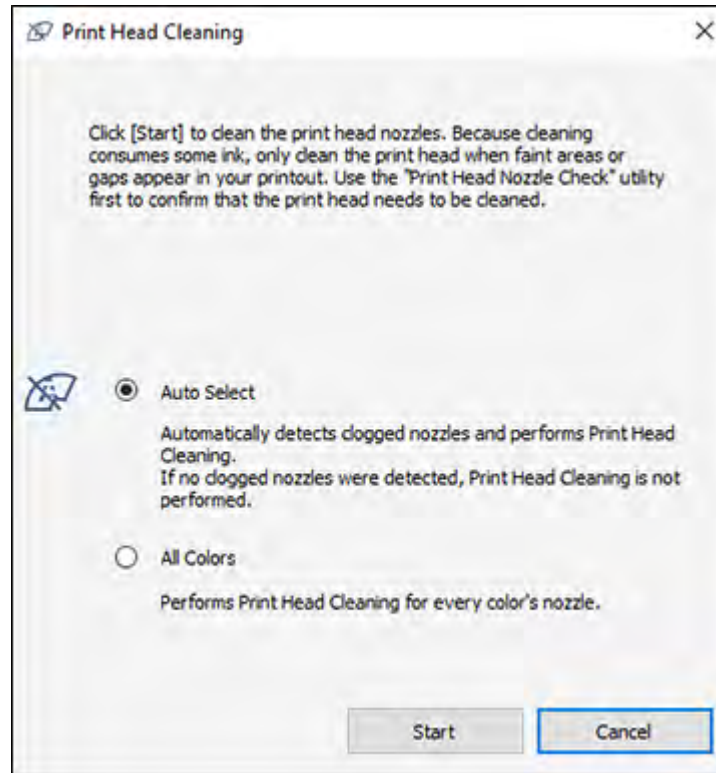 Print Head Cleaning
Click [Start] to clean the print head nozzles. Because cleaning
consumes some ink, only clean the print head when faint areas or
gaps appear in your printout. Use the "Print Head Nozzle Check" utility
first to confirm that the print head needs to be cleaned.
Auto Select
Automatically detects clogged nozzles and performs Print Head
Cleaning.
If no clogged nozzles were detected, Print Head Cleaning is not
performed.
All Colors
Performs Print Head Cleaning for every color's nozzle.
Start
Cancel